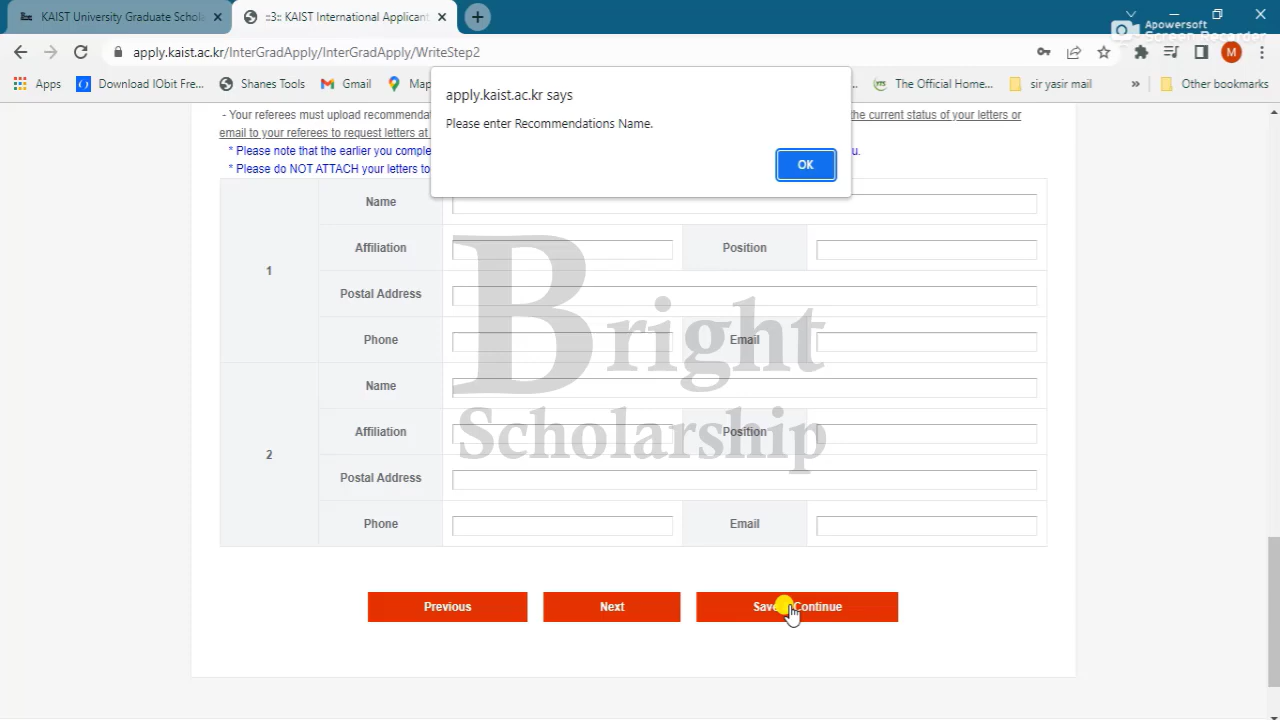 KAIST University Graduate Schola
::3:: KAIST International Applicant
Apowersoft
Screen Recorder
apply.kaist.ac.kr/InterGradApply/InterGradApply/WriteStep2
M
Apps
Download IObit Fre...
Shanes Tools
Gmail
Map
The Official Home...
sir yasir mail
»
Other bookmarks
apply.kaist.ac.kr says
Please enter Recommendations Name.
OK
- Your referees must upload recommendat
the current status of your letters or
email to your referees to request letters at
* Please note that the earlier you comple
u.
* Please do NOT ATTACH your letters to
1
Name
Affiliation
Position
Postal Address
Phone
Email
2
Name
Affiliation
Position
Postal Address
Phone
Email
Bright
Scholarship
Previous
Next
Save Continue